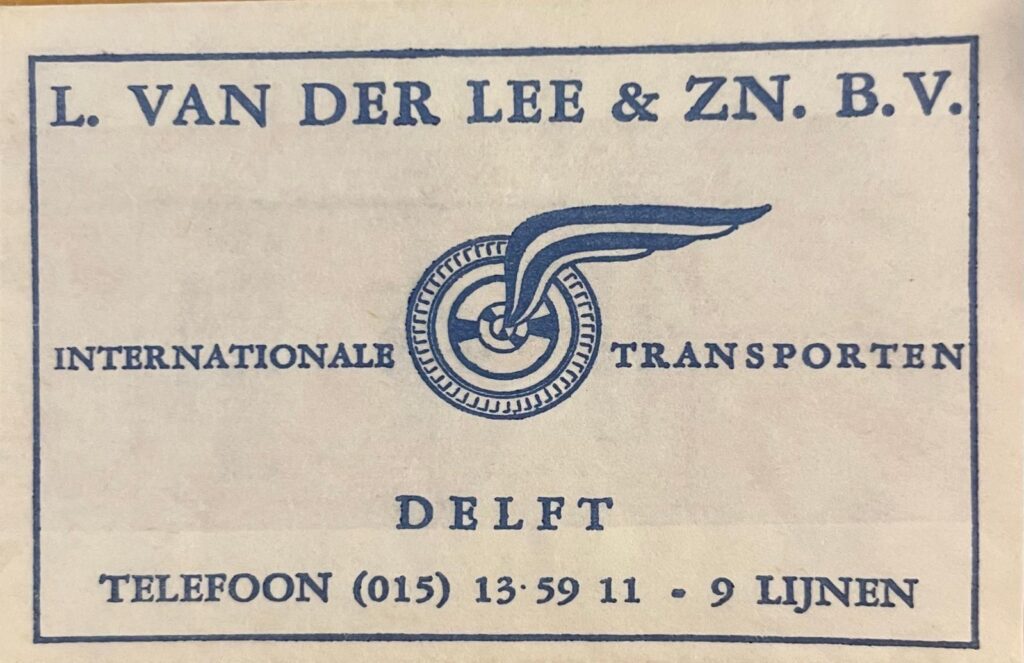 L. VAN DER LEE & ZN. B.V.
INTERNATIONALE TRANSPORTEN
DELFT
TELEFOON (015) 13·59 11 - 9 LIJNEN